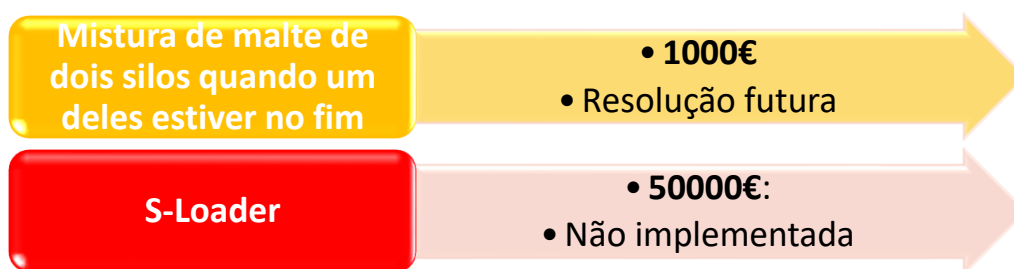 Mistura de malte de
dois silos quando um
deles estiver no fim
• 1000€
• Resolução futura
S-Loader
• 50000€:
• Não implementada